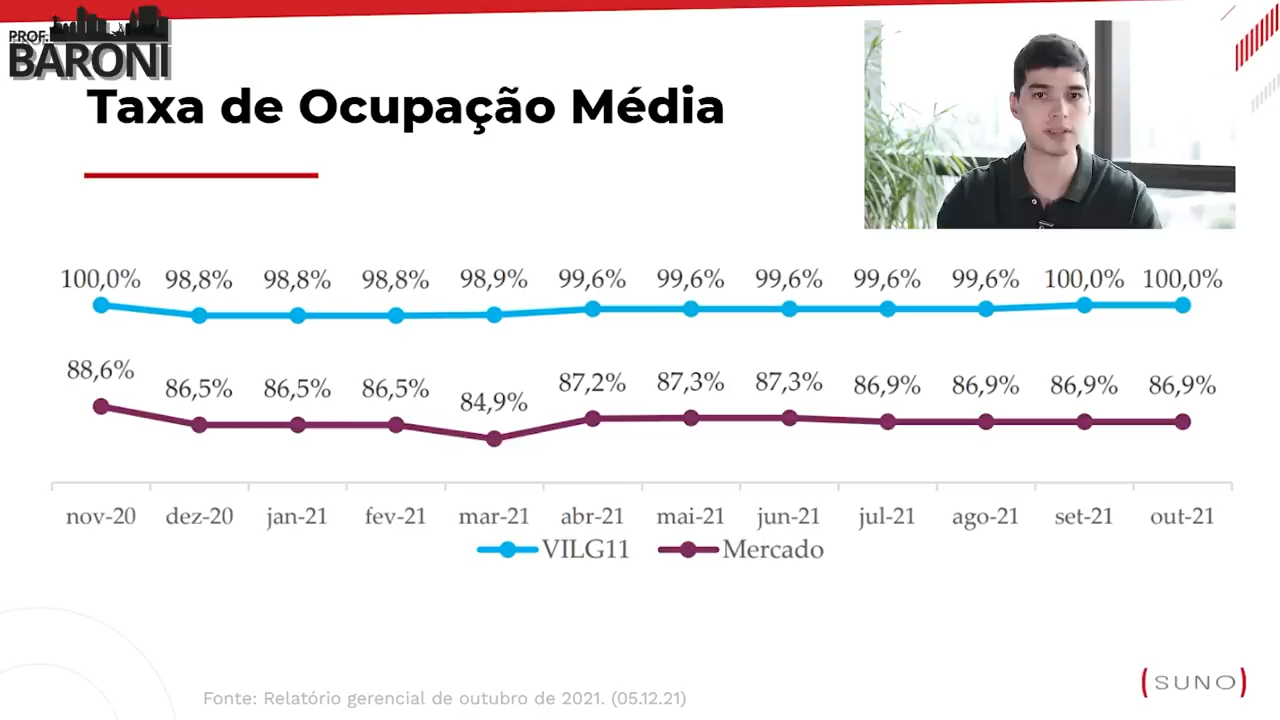 PROF.
BARONI
Taxa de Ocupação Média
100,0% 98,8% 98,8% 98,8% 98,9% 99,6% 99,6% 99,6% 99,6% 99,6% 100,0% 100,0%
88,6% 86,5% 86,5% 86,5% 84,9% 87,2% 87,3% 87,3% 86,9% 86,9% 86,9% 86,9%
nov-20 dez-20 jan-21 fev-21 mar-21 abr-21 mai-21 jun-21 jul-21 ago-21 set-21 out-21
VILG11 Mercado
Fonte: Relatório gerencial de outubro de 2021. (05.12.21)
(SUNO)